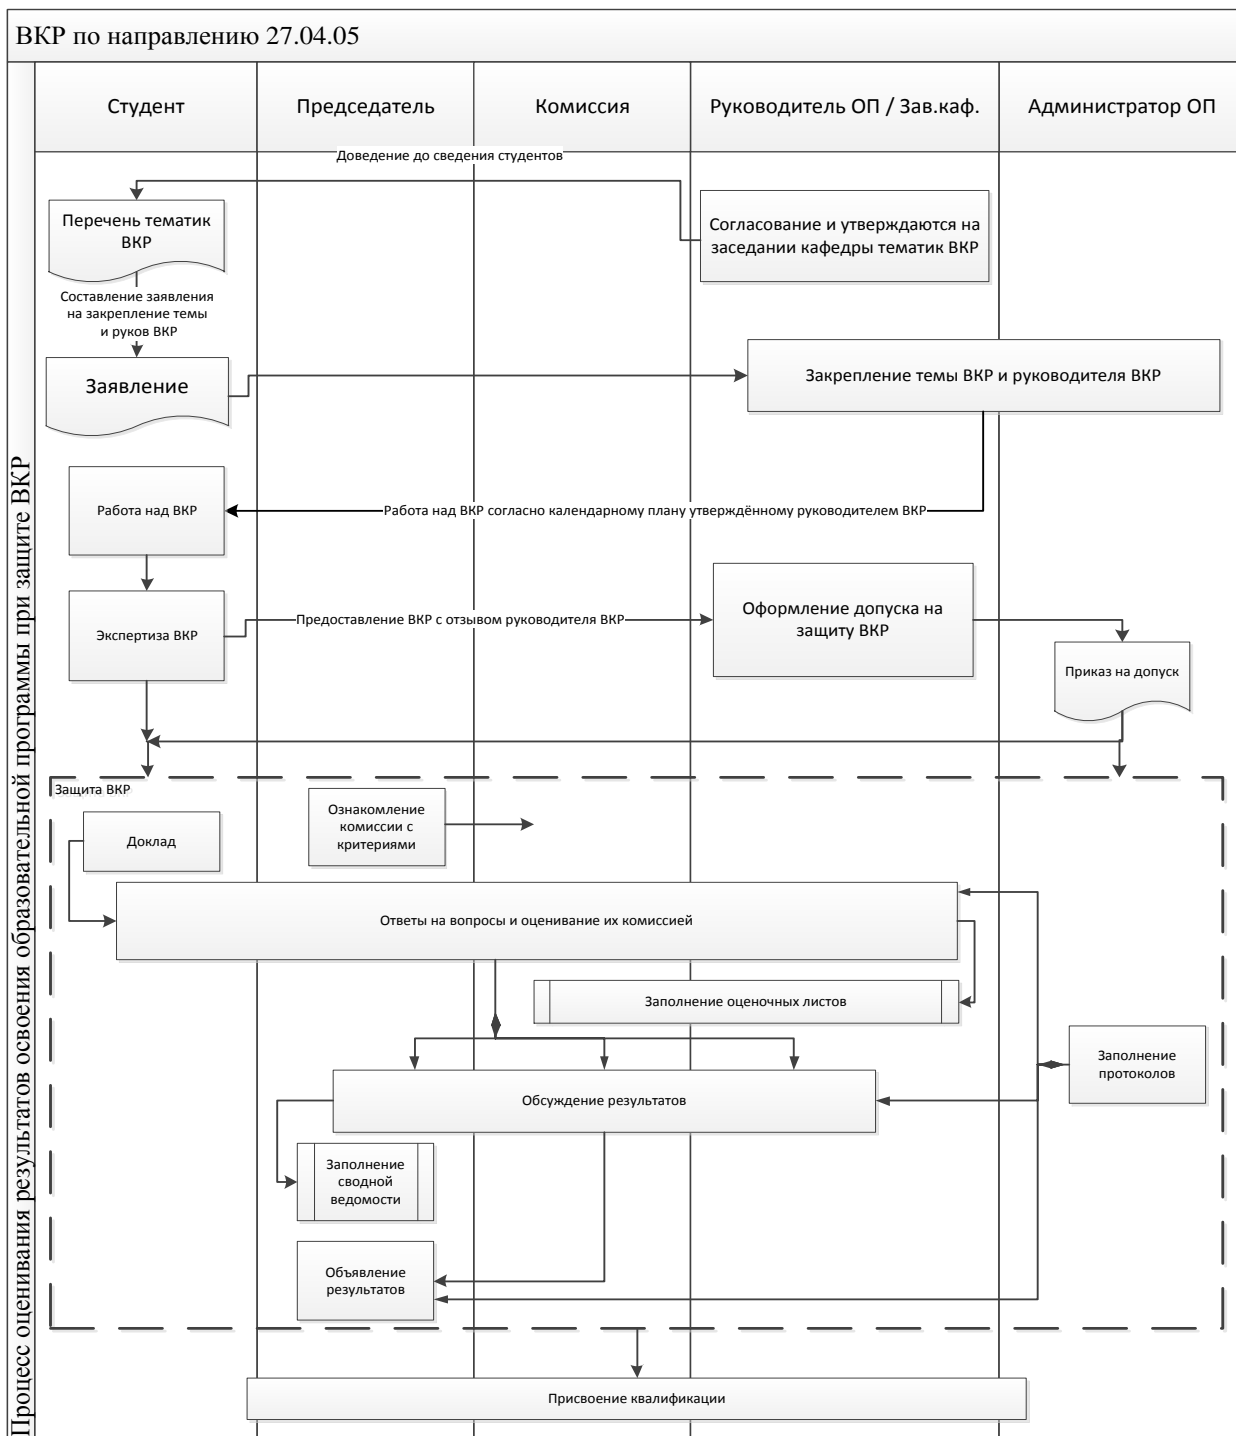 ВКР по направлению 27.04.05
Процесс оценивания результатов освоения образовательной программы при защите ВКР
Студент
Председатель
Комиссия
Руководитель ОП / Зав.каф.
Администратор ОП
Доведение до сведения студентов
Перечень тематик
ВКР
Согласование и утверждаются на
заседании кафедры тематик ВКР
Составление заявления
на закрепление темы
и руков ВКР
Заявление
Закрепление темы ВКР и руководителя ВКР
Работа над ВКР
Работа над ВКР согласно календарному плану утверждённому руководителем ВКР
Экспертиза ВКР
Предоставление ВКР с отзывом руководителя ВКР
Оформление допуска на
защиту ВКР
Приказ на допуск
Защита ВКР
Доклад
Ознакомление
комиссии с
критериями
Ответы на вопросы и оценивание их комиссией
Заполнение оценочных листов
Заполнение
протоколов
Обсуждение результатов
Заполнение
сводной
ведомости
Объявление
результатов
Присвоение квалификации